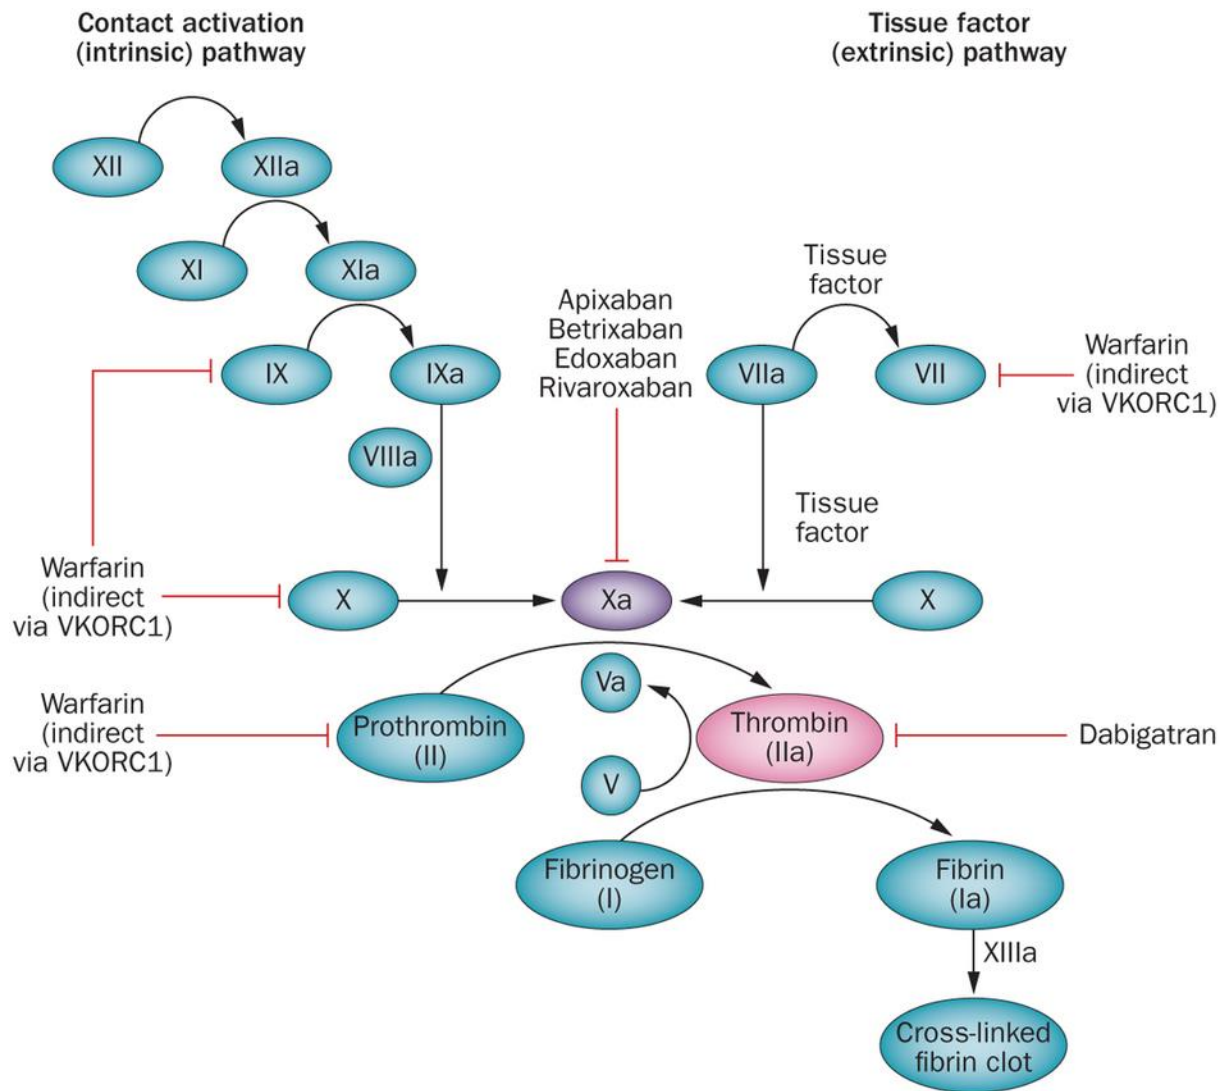 Contact activation
(intrinsic) pathway
Tissue factor
(extrinsic) pathway
XII
XIIa
XI
XIa
IX
IXa
VIIIa
Apixaban
Betrixaban
Edoxaban
Rivaroxaban
Tissue
factor
VIIa
VII
Warfarin
(indirect
via VKORC1)
Tissue
factor
Warfarin
(indirect
via VKORC1)
X
Xa
X
Warfarin
(indirect
via VKORC1)
Prothrombin
(II)
Va
V
Thrombin
(IIa)
Dabigatran
Fibrinogen
(I)
Fibrin
(Ia)
XIIIa
Cross-linked
fibrin clot